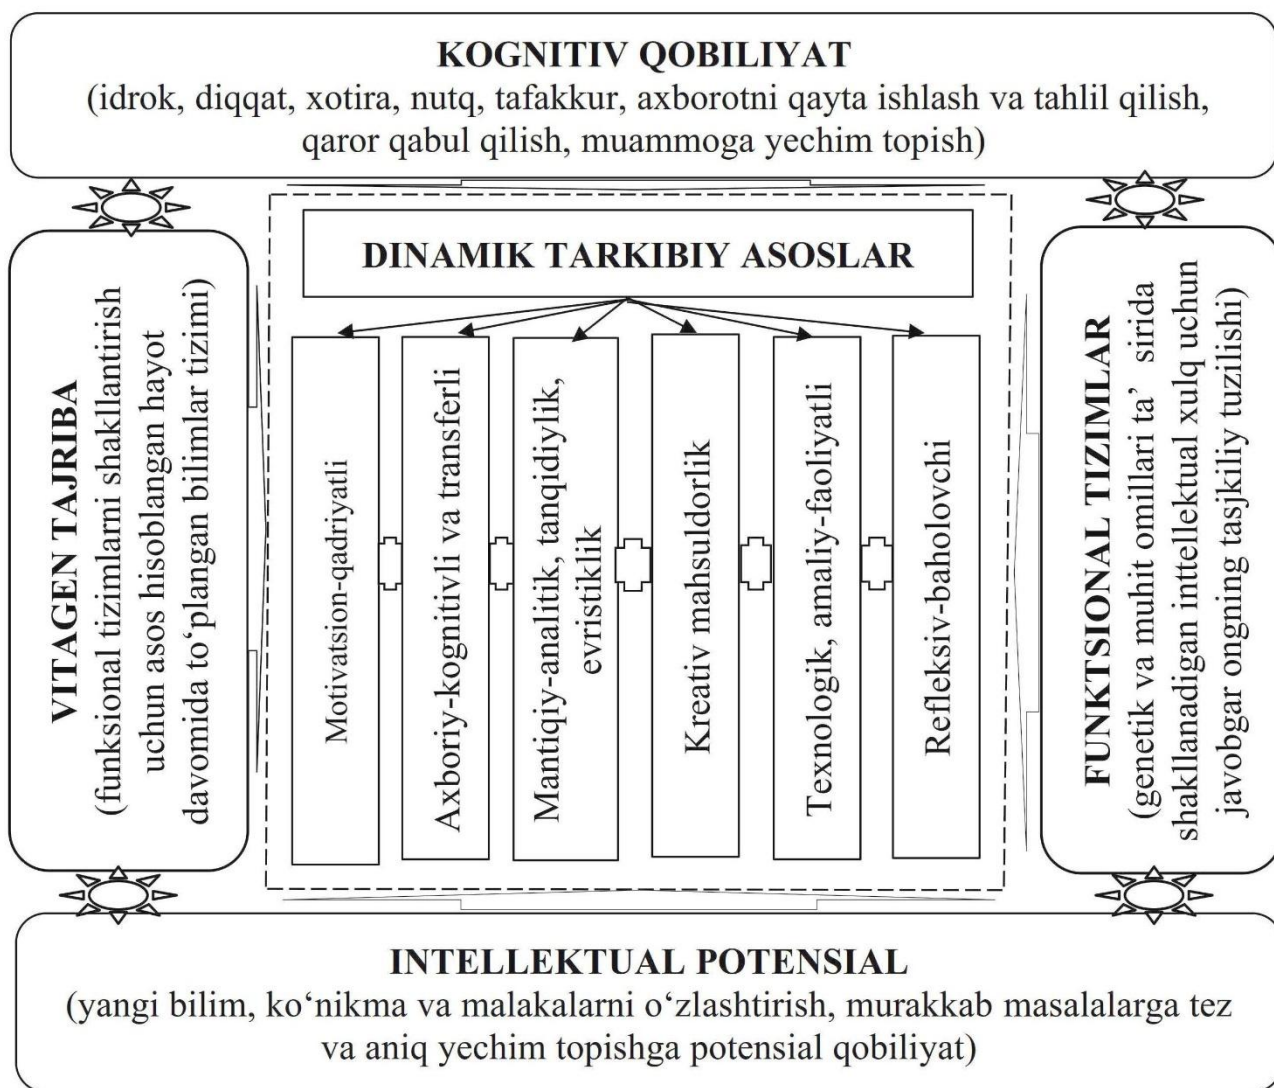 KOGNITIV QOBILIYAT
(idrok, diqqat, xotira, nutq, tafakkur, axborotni qayta ishlash va tahlil qilish,
qaror qabul qilish, muammoga yechim topish)
VITAGEN TAJRIBA
(funksional tizimlarni shakllantirish
uchun asos hisoblangan hayot
davomida to‘plangan bilimlar tizimi)
DINAMIK TARKIBIY ASOSLAR
Motivatsion-qadriyatli
Axboriy-kognitivli va transferli
Mantiqiy-analitik, tanqidiylik,
evristiklik
Kreativ mahsuldorlik
Texnologik, amaliy-faoliyatli
Refleksiv-baholovchi
FUNKTSIONAL TIZIMLAR
(genetik va muhit omillari ta’ sirida
shakllanadigan inttellektual xulq uchun
javobgar ongning tasjkiliy tuzilishi)
INTELLEKTUAL POTENSIAL
(yangi bilim, ko‘nikma va malakalarni o‘zlashtirish, murakkab masalalarga tez
va aniq yechim topishga potensial qobiliyat)